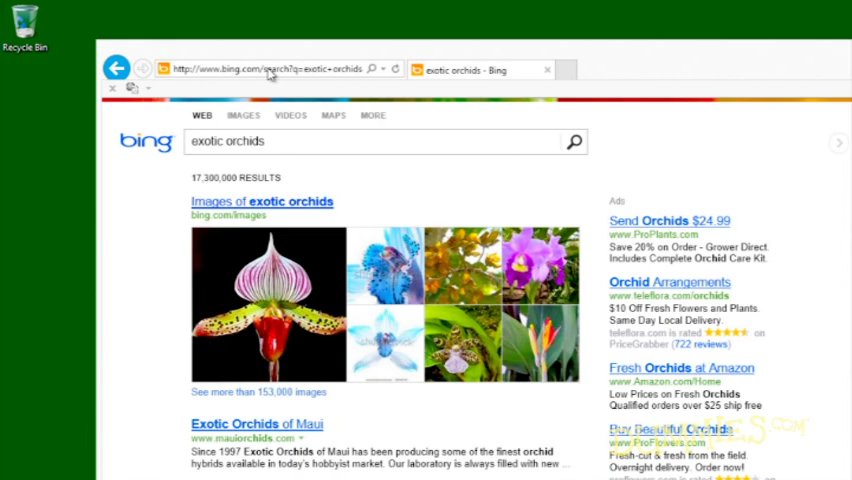 Recycle Bin
http://www.bing.com/search?q=exotic+orchids
exotic orchids - Bing
WEB IMAGES VIDEOS MAPS MORE
bing
exotic orchids
17,300,000 RESULTS
Images of exotic orchids
bing.com/images
See more than 153,000 images
Exotic Orchids of Maui
www.mauiorchids.com
Since 1997 Exotic Orchids of Maui has been producing some of the finest orchid
hybrids available in today's hobbyist market. Our laboratory is always filled with new ...
Ads
Send Orchids $24.99
www.ProPlants.com
Save 20% on Order - Grower Direct.
Includes Complete Orchid Care Kit.
Orchid Arrangements
www.teleflora.com/orchids
$10 Off Fresh Flowers and Plants.
Same Day Local Delivery.
teleflora.com is rated on
PriceGrabber (722 reviews)
Fresh Orchids at Amazon
www.Amazon.com/Home
Low Prices on Fresh Orchids
Qualified orders over $25 ship free
Buy Beautiful Orchids
www.ProFlowers.com
Fresh-cut & fresh from the field.
Overnight delivery. Order now!
proflowers.com is rated on